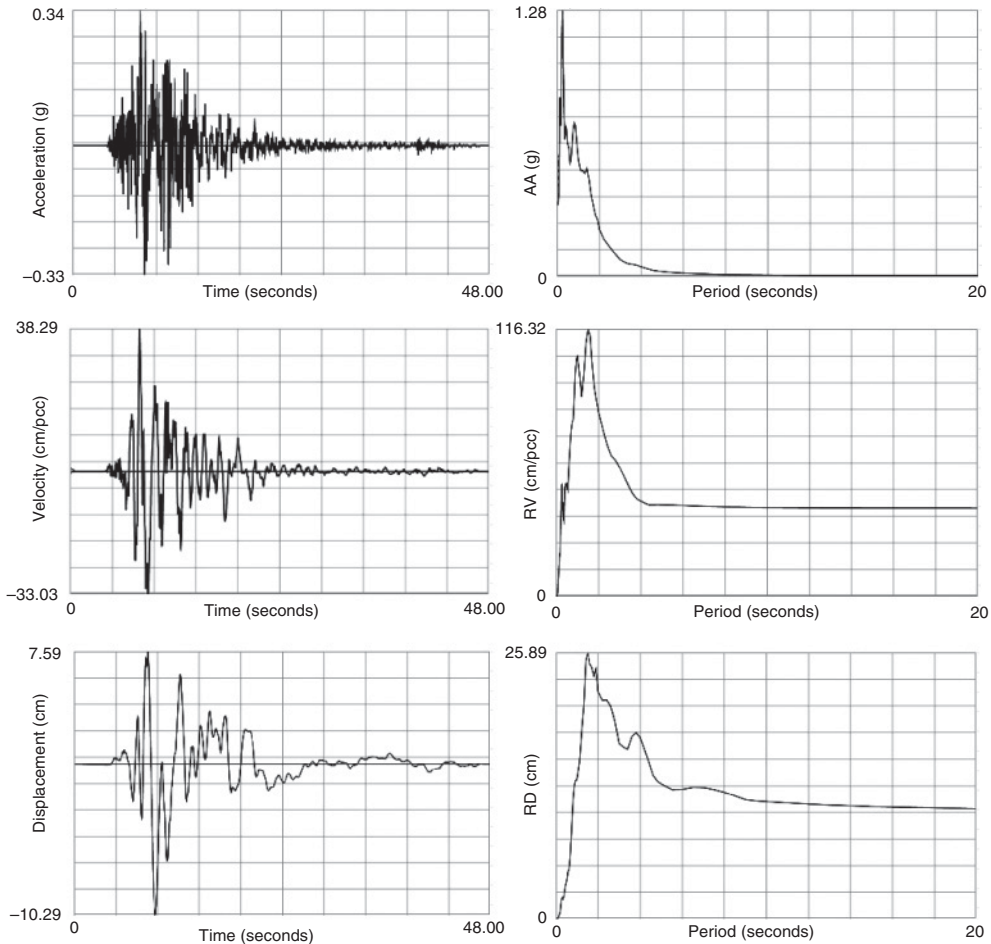 0.34
Acceleration (g)
−0.33
0
Time (seconds)
48.00
1.28
AA (g)
0
0
Period (seconds)
20
38.29
Velocity (cm/pcc)
−33.03
0
Time (seconds)
48.00
116.32
RV (cm/pcc)
0
0
Period (seconds)
20
7.59
Displacement (cm)
−10.29
0
Time (seconds)
48.00
25.89
RD (cm)
0
0
Period (seconds)
20